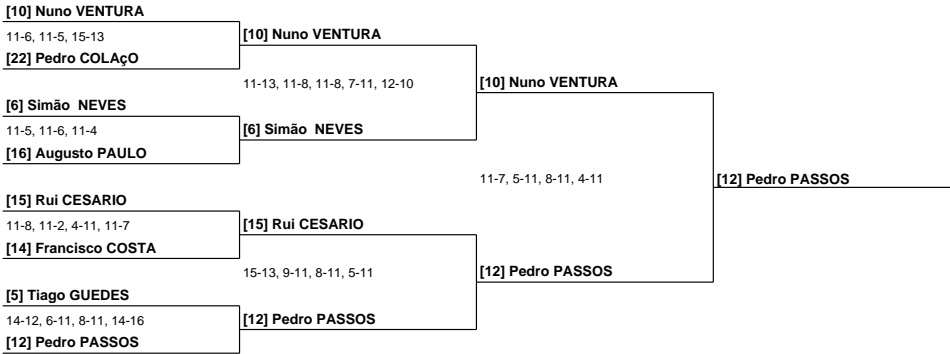 [10] Nuno VENTURA
11-6, 11-5, 15-13
[22] Pedro COLAçO
[6] Simão  NEVES
11-5, 11-6, 11-4
[16] Augusto PAULO
[15] Rui CESARIO
11-8, 11-2, 4-11, 11-7
[14] Francisco COSTA
[5] Tiago GUEDES
14-12, 6-11, 8-11, 14-16
[12] Pedro PASSOS
[10] Nuno VENTURA
11-13, 11-8, 11-8, 7-11, 12-10
[6] Simão  NEVES
[15] Rui CESARIO
15-13, 9-11, 8-11, 5-11
[12] Pedro PASSOS
[10] Nuno VENTURA
11-7, 5-11, 8-11, 4-11
[12] Pedro PASSOS
[12] Pedro PASSOS